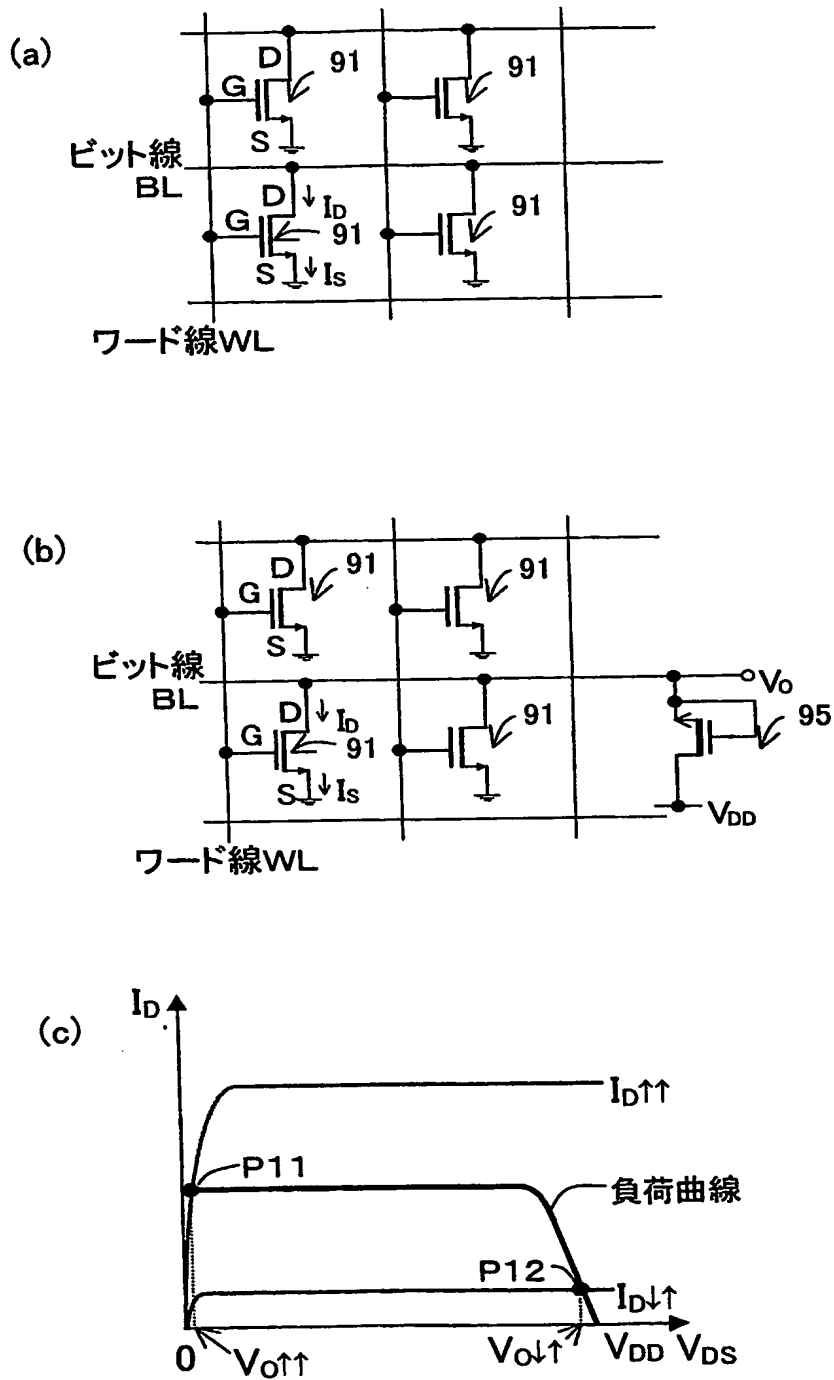 (a)
D 91 91
G
S
ビット線
BL
D ↓ID
G 91 91
S ↓IS
ワード線WL
(b)
D 91 91
G
S
ビット線
BL
VO
D ↓ID
G 91 91 95
S ↓IS
VDD
ワード線WL
(c)
ID
ID↑↑
P11
負荷曲線
P12
ID↓↑
0 VO↑↑ VO↓↑ VDD VDS